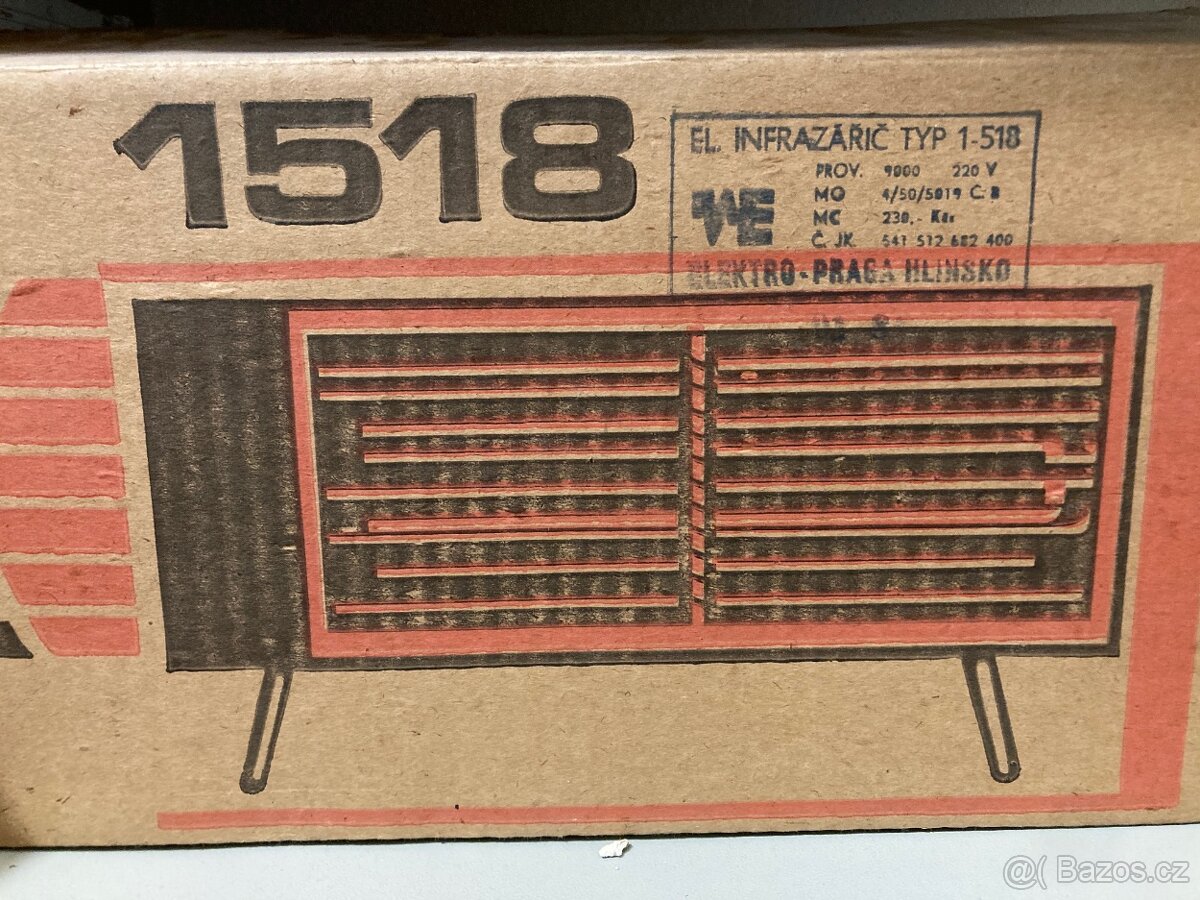 1518
EL. INFRAZÁŘIČ TYP 1-518
PROV. 9000 220 V
MO 4/50/5019 Č. 8
MC 230,- Kčs
Č. JK 541 512 682 400
ELEKTRO-PRAGA HLINSKO
@( Bazos.cz